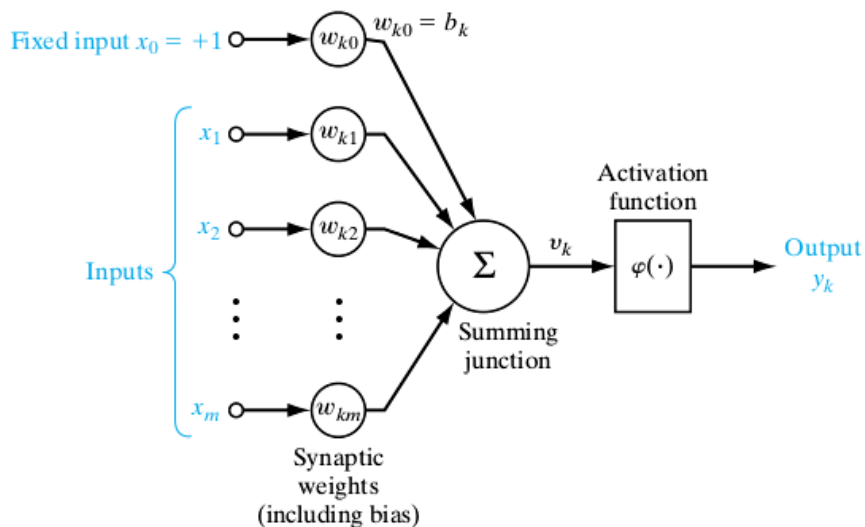 Fixed input x₀ = +1
wₖ₀
wₖ₀ = bₖ
x₁
wₖ₁
x₂
wₖ₂
Inputs
⋮
⋮
xₘ
wₖₘ
Synaptic
weights
(including bias)
Σ
Summing
junction
vₖ
Activation
function
φ(·)
Output
yₖ